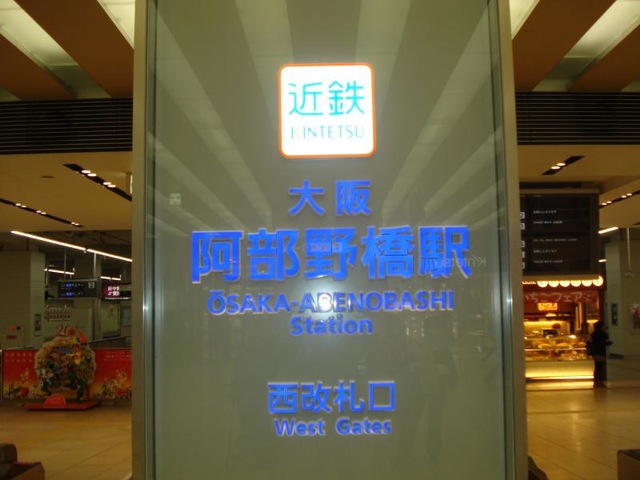 近鉄
KINTETSU
大阪
阿部野橋駅
ŌSAKA-ABENOBASHI
Station
西改札口
West Gates